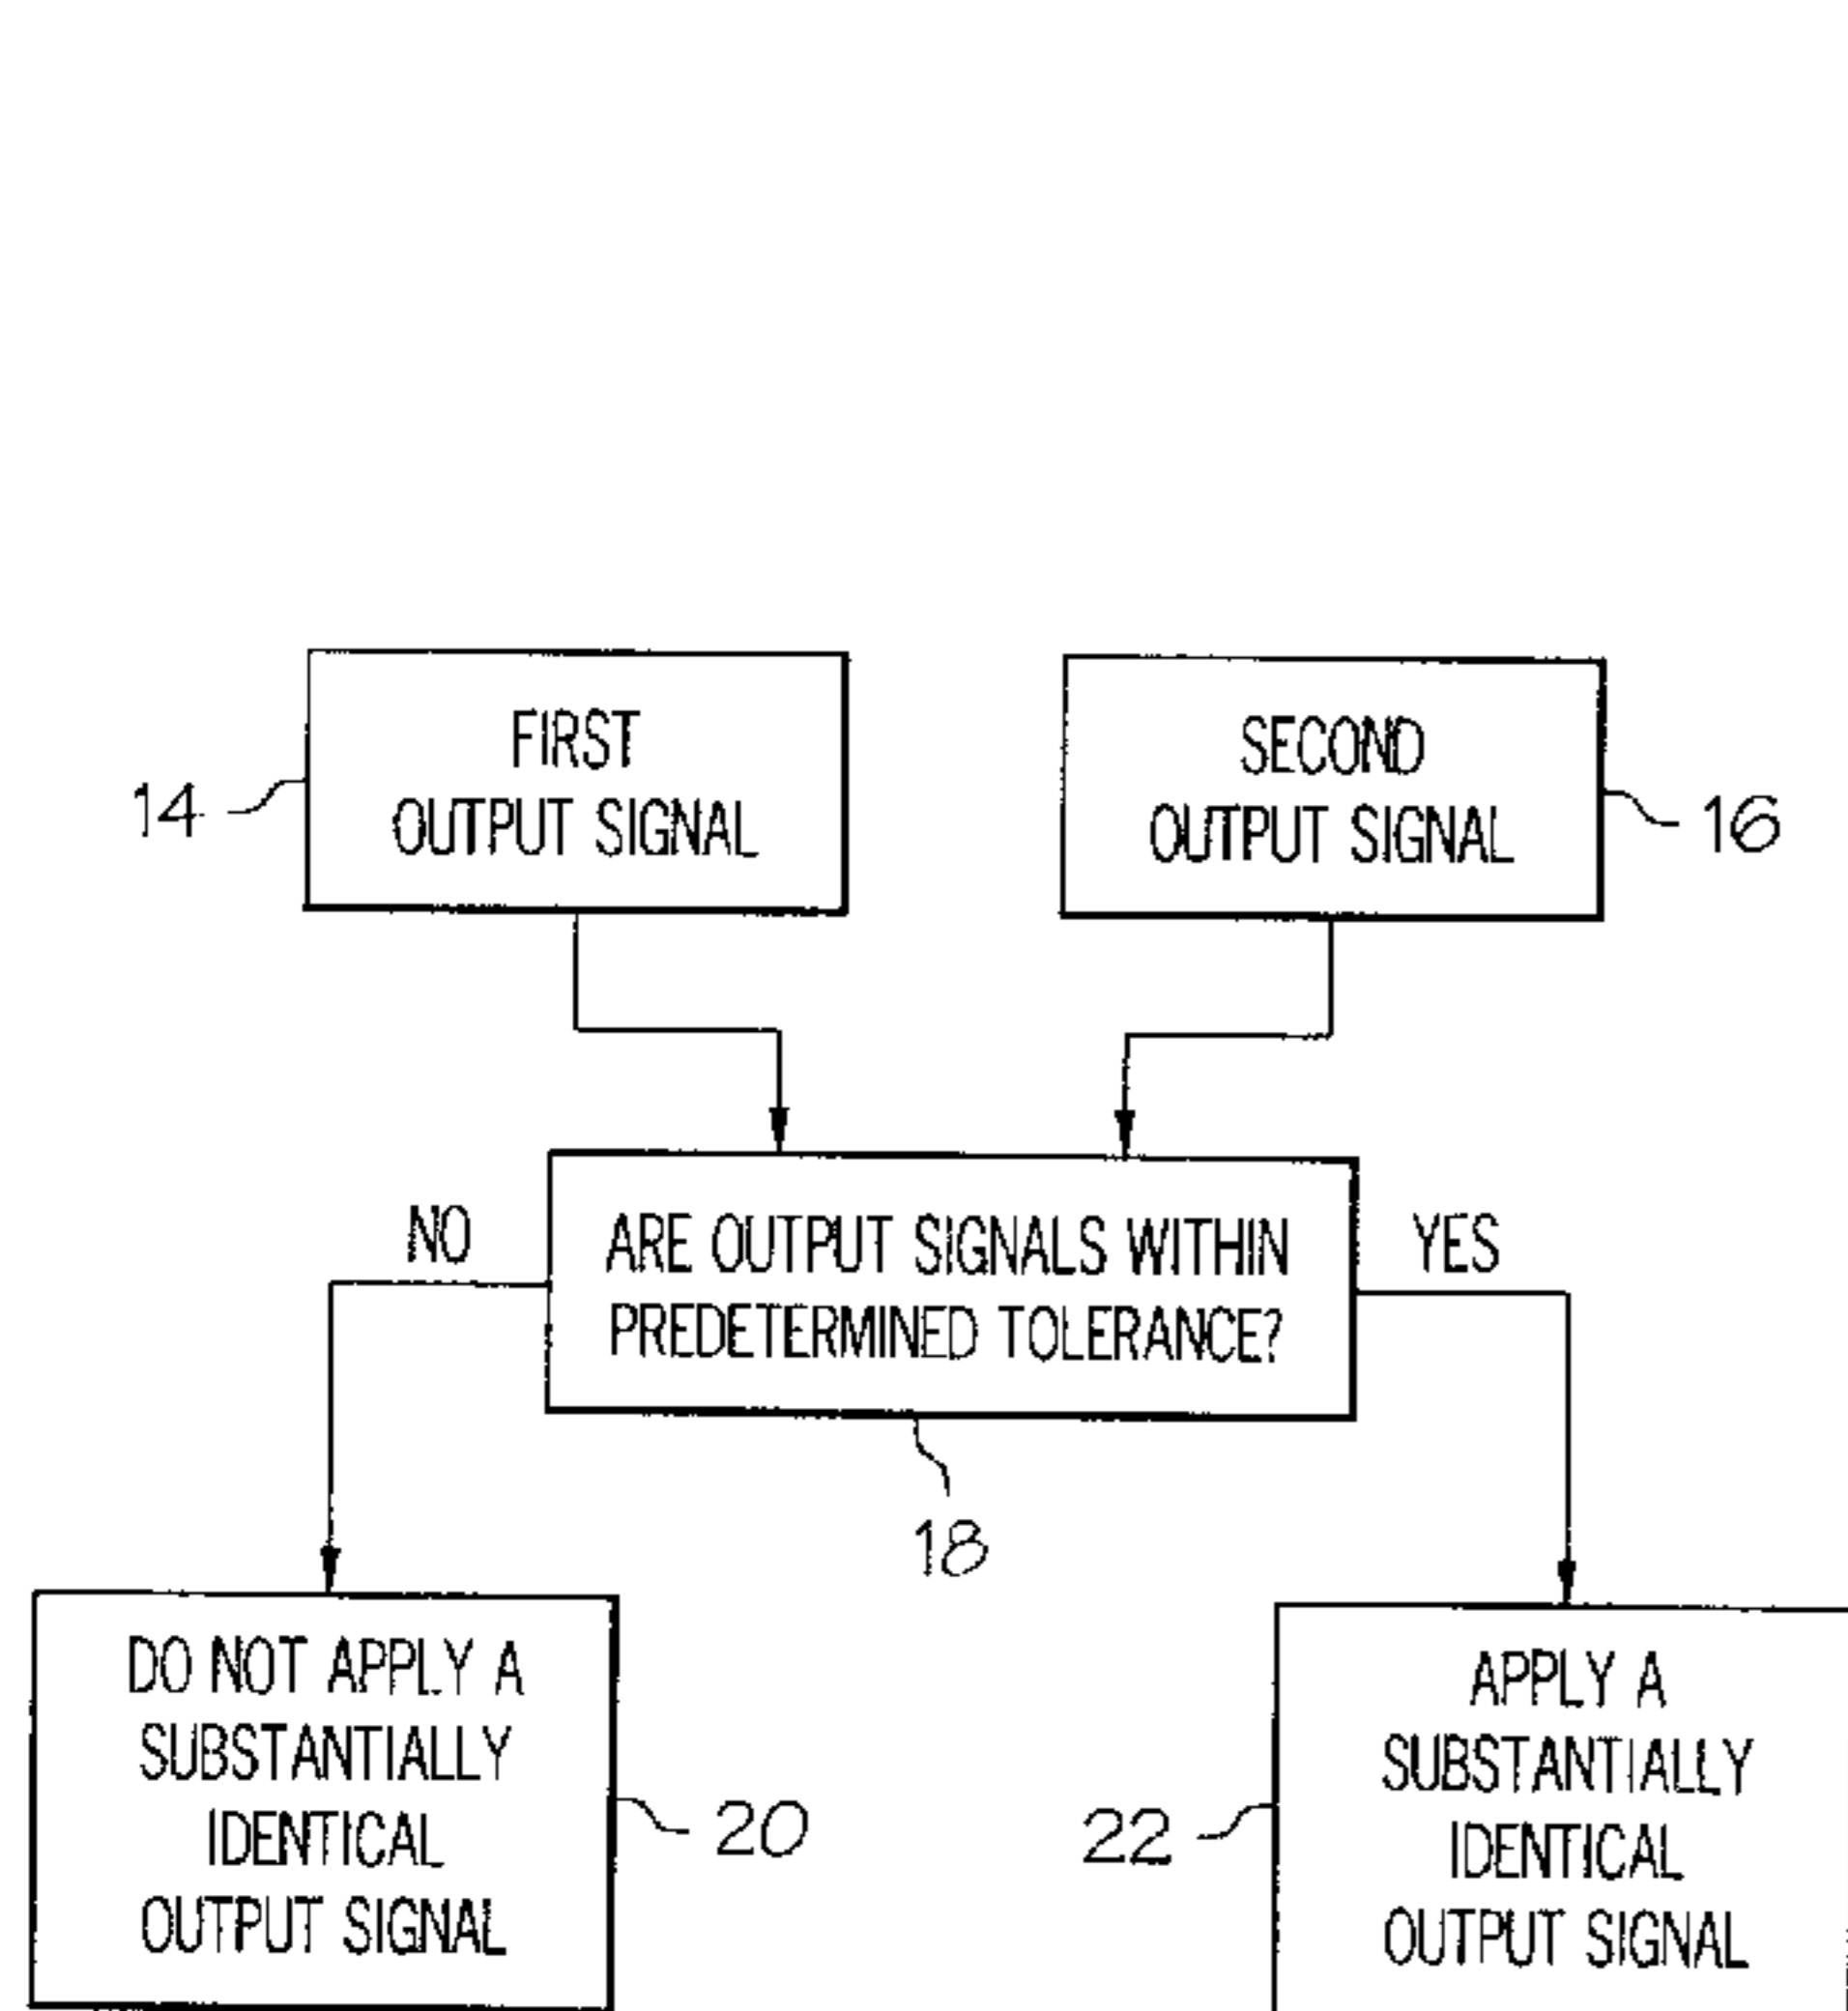 FIRST
OUTPUT SIGNAL
14
SECOND
OUTPUT SIGNAL
16
NO
ARE OUTPUT SIGNALS WITHIN
PREDETERMINED TOLERANCE?
YES
18
DO NOT APPLY A
SUBSTANTIALLY
IDENTICAL
OUTPUT SIGNAL
20
22
APPLY A
SUBSTANTIALLY
IDENTICAL
OUTPUT SIGNAL